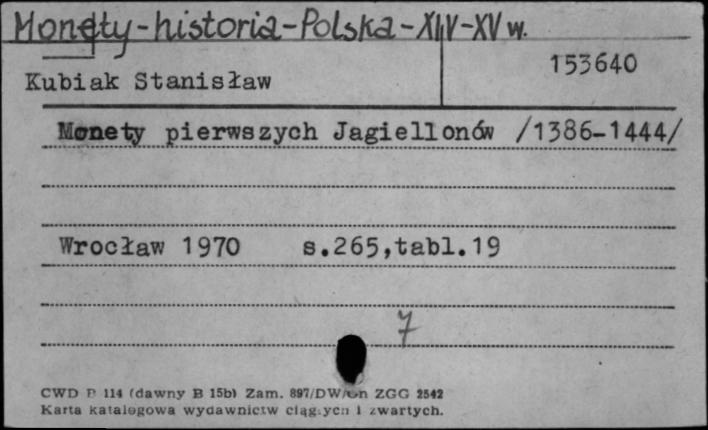 Monety-historia-Polska-XIV-XV w.
153640
Kubiak Stanisław
Monety pierwszych Jagiellonów /1386-1444/
Wrocław 1970 s.265,tabl.19
7
CWD B 114 (dawny B 15b) Zam. 897/DW/ ZGG 2542
Karta katalogowa wydawnictw ciągłych i zwartych.